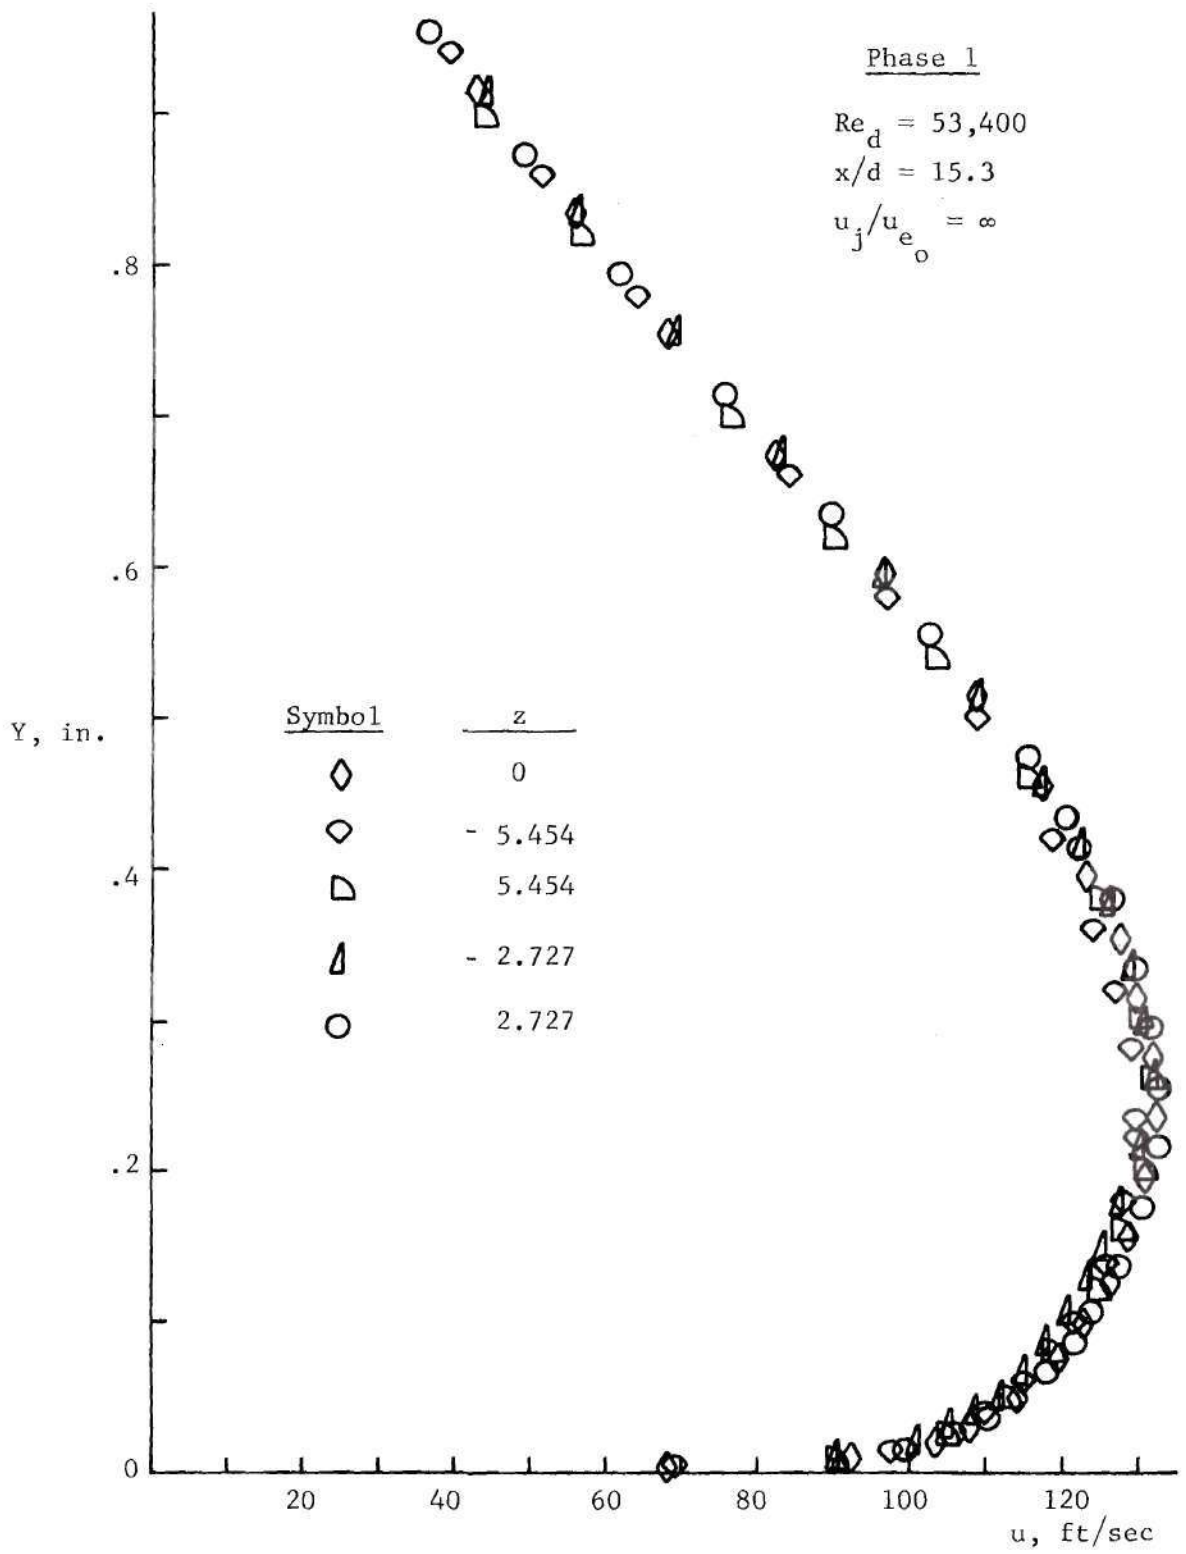 Phase 1
Re_d = 53,400
x/d = 15.3
u_j/u_e_o = ∞
.8
.6
Symbol z
Y, in.
0
- 5.454
5.454
- 2.727
2.727
.4
.2
0
20 40 60 80 100 120
u, ft/sec